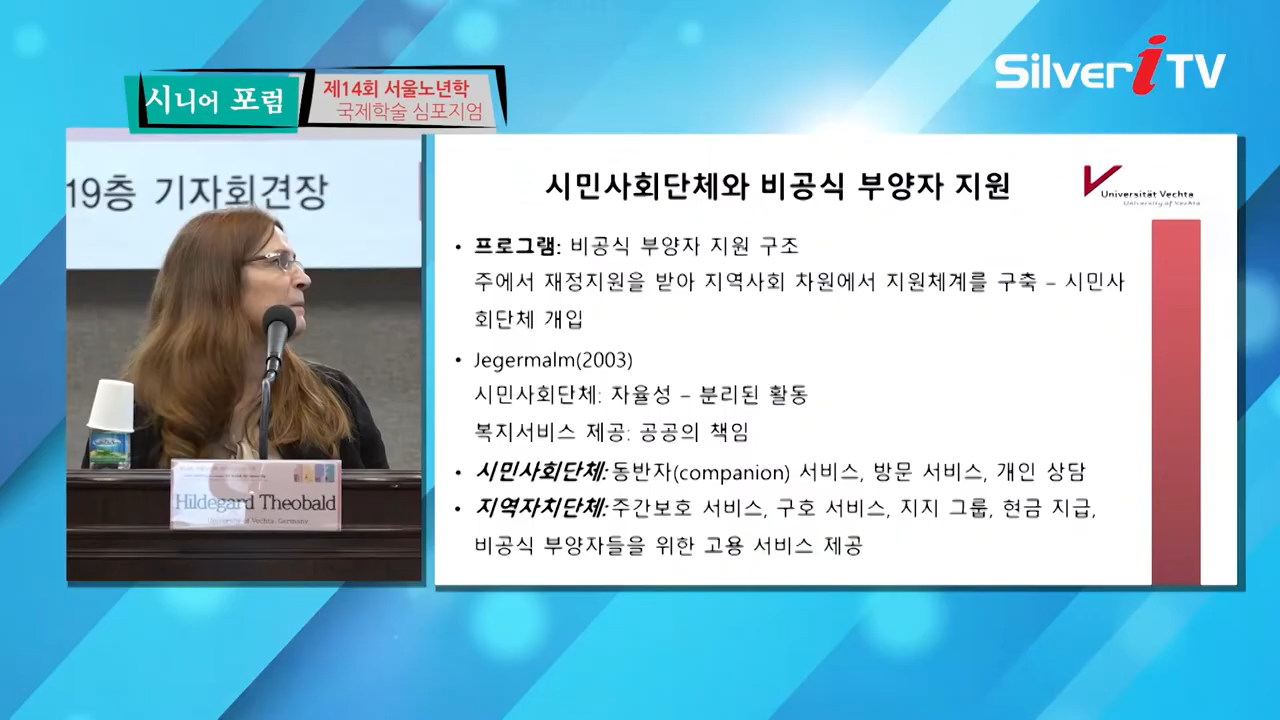 Silver i TV
시니어 포럼
제14회 서울노년학
국제학술 심포지엄
19층 기자회견장
Hildegard Theobald
University of Vechta, Germany
시민사회단체와 비공식 부양자 지원
Universität Vechta
University of Vechta
• 프로그램: 비공식 부양자 지원 구조
주에서 재정지원을 받아 지역사회 차원에서 지원체계를 구축 – 시민사
회단체 개입
• Jegermalm(2003)
시민사회단체: 자율성 – 분리된 활동
복지서비스 제공: 공공의 책임
• 시민사회단체:동반자(companion) 서비스, 방문 서비스, 개인 상담
• 지역자치단체:주간보호 서비스, 구호 서비스, 지지 그룹, 현금 지급,
비공식 부양자들을 위한 고용 서비스 제공